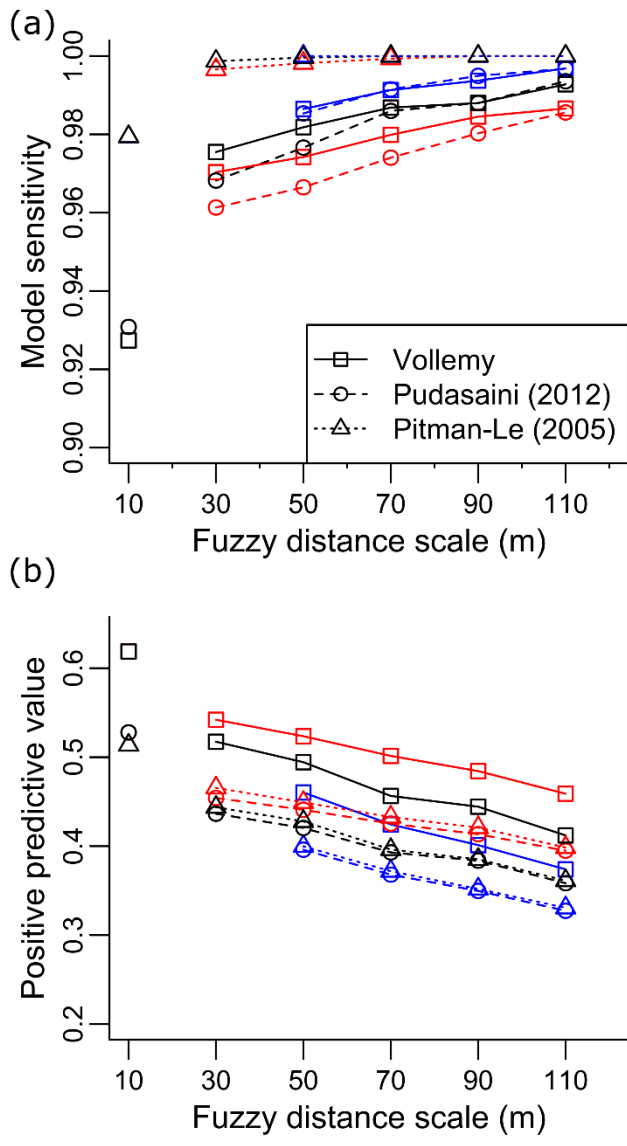 (a)
Model sensitivity
1.00
0.98
0.96
0.94
0.92
0.90
Vollemy
Pudasaini (2012)
Pitman-Le (2005)
10 30 50 70 90 110
Fuzzy distance scale (m)
(b)
Positive predictive value
0.6
0.5
0.4
0.3
0.2
10 30 50 70 90 110
Fuzzy distance scale (m)